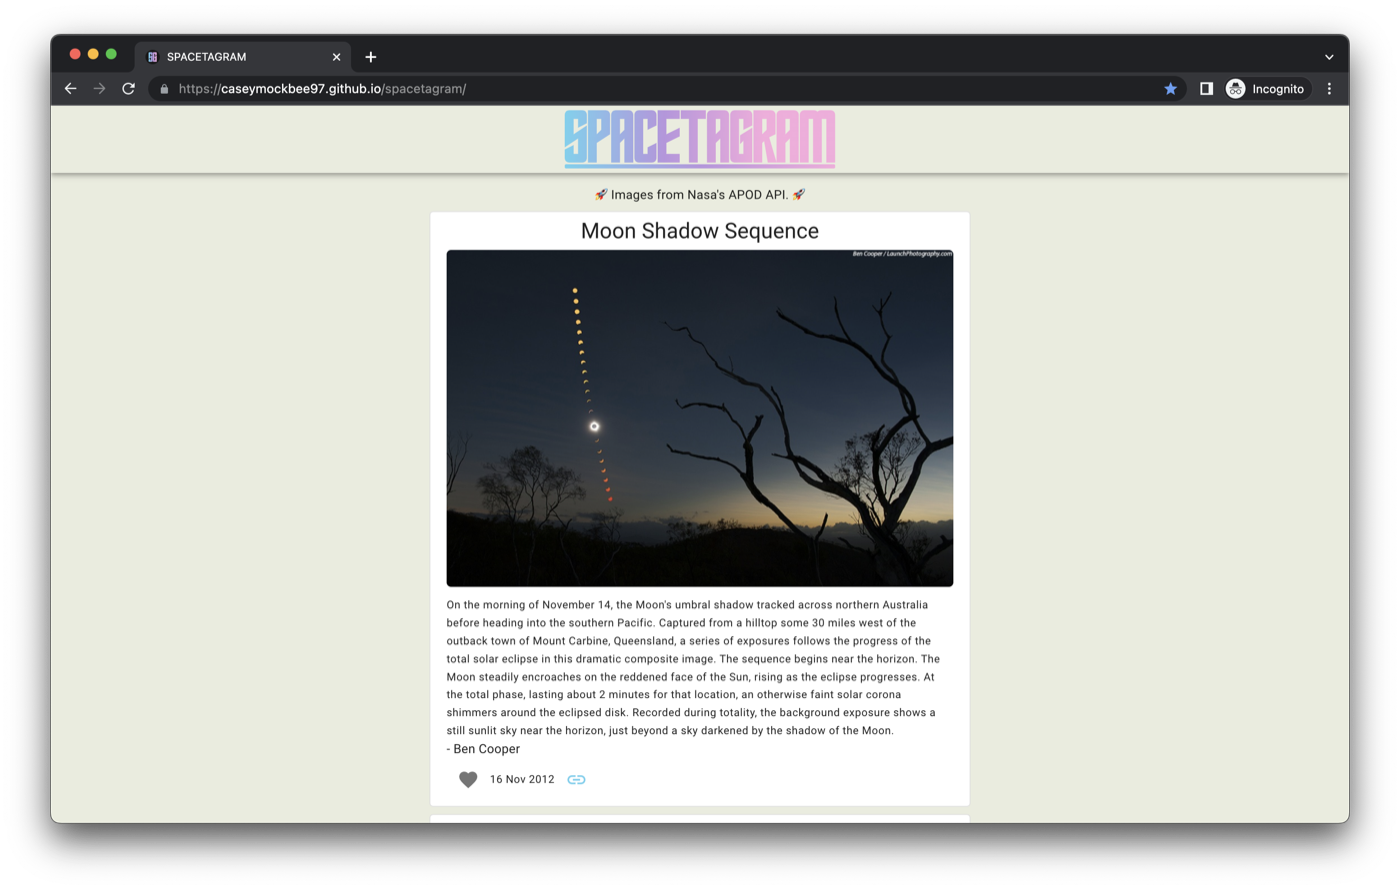 SPACETAGRAM
https://caseymockbee97.github.io/spacetagram/
Incognito
SPACETAGRAM
🚀 Images from Nasa's APOD API. 🚀
Moon Shadow Sequence
Ben Cooper / LaunchPhotography.com
On the morning of November 14, the Moon's umbral shadow tracked across northern Australia
before heading into the southern Pacific. Captured from a hilltop some 30 miles west of the
outback town of Mount Carbine, Queensland, a series of exposures follows the progress of the
total solar eclipse in this dramatic composite image. The sequence begins near the horizon. The
Moon steadily encroaches on the reddened face of the Sun, rising as the eclipse progresses. At
the total phase, lasting about 2 minutes for that location, an otherwise faint solar corona
shimmers around the eclipsed disk. Recorded during totality, the background exposure shows a
still sunlit sky near the horizon, just beyond a sky darkened by the shadow of the Moon.
- Ben Cooper
16 Nov 2012